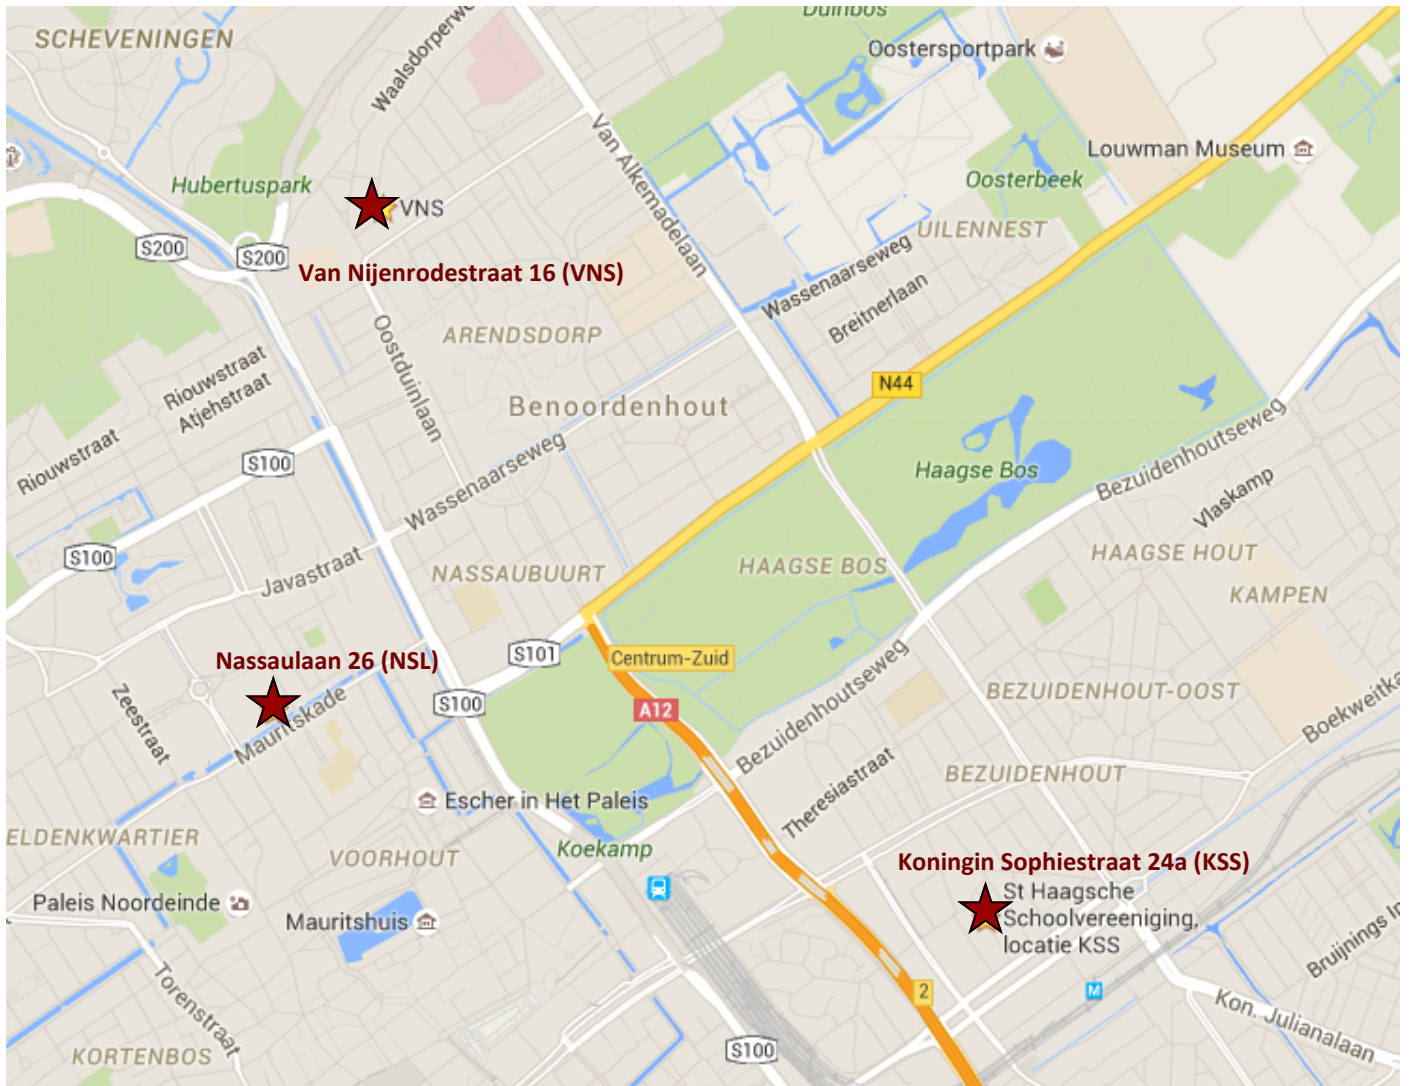 Duinbos
SCHEVENINGEN
Waalsdorperwe
Oostersportpark
Louwman Museum
Van Alkemadelaan
Hubertuspark
Oosterbeek
VNS
UILENNEST
S200
S200
Van Nijenrodestraat 16 (VNS)
Wassenaarseweg
Breitnerlaan
ARENDSDORP
Oostduinlaan
Riouwstraat
Atjehstraat
N44
Benoordenhout
Riouwstraat
S100
Wassenaarseweg
Haagse Bos
Bezuidenhoutseweg
Vlaskamp
S100
Javastraat
NASSAUBUURT
HAAGSE BOS
HAAGSE HOUT
KAMPEN
S101
Centrum-Zuid
Nassaulaan 26 (NSL)
Zeestraat
Mauritskade
S100
A12
Bezuidenhoutseweg
BEZUIDENHOUT-OOST
Boekweitka
Theresiastraat
BEZUIDENHOUT
Escher in Het Paleis
ELDENKWARTIER
VOORHOUT
Koekamp
Koningin Sophiestraat 24a (KSS)
St Haagsche
Schoolvereeniging,
locatie KSS
Paleis Noordeinde
Mauritshuis
Bruijnings In
Torenstraat
2
M
Kon. Julianalaan
KORTENBOS
S100